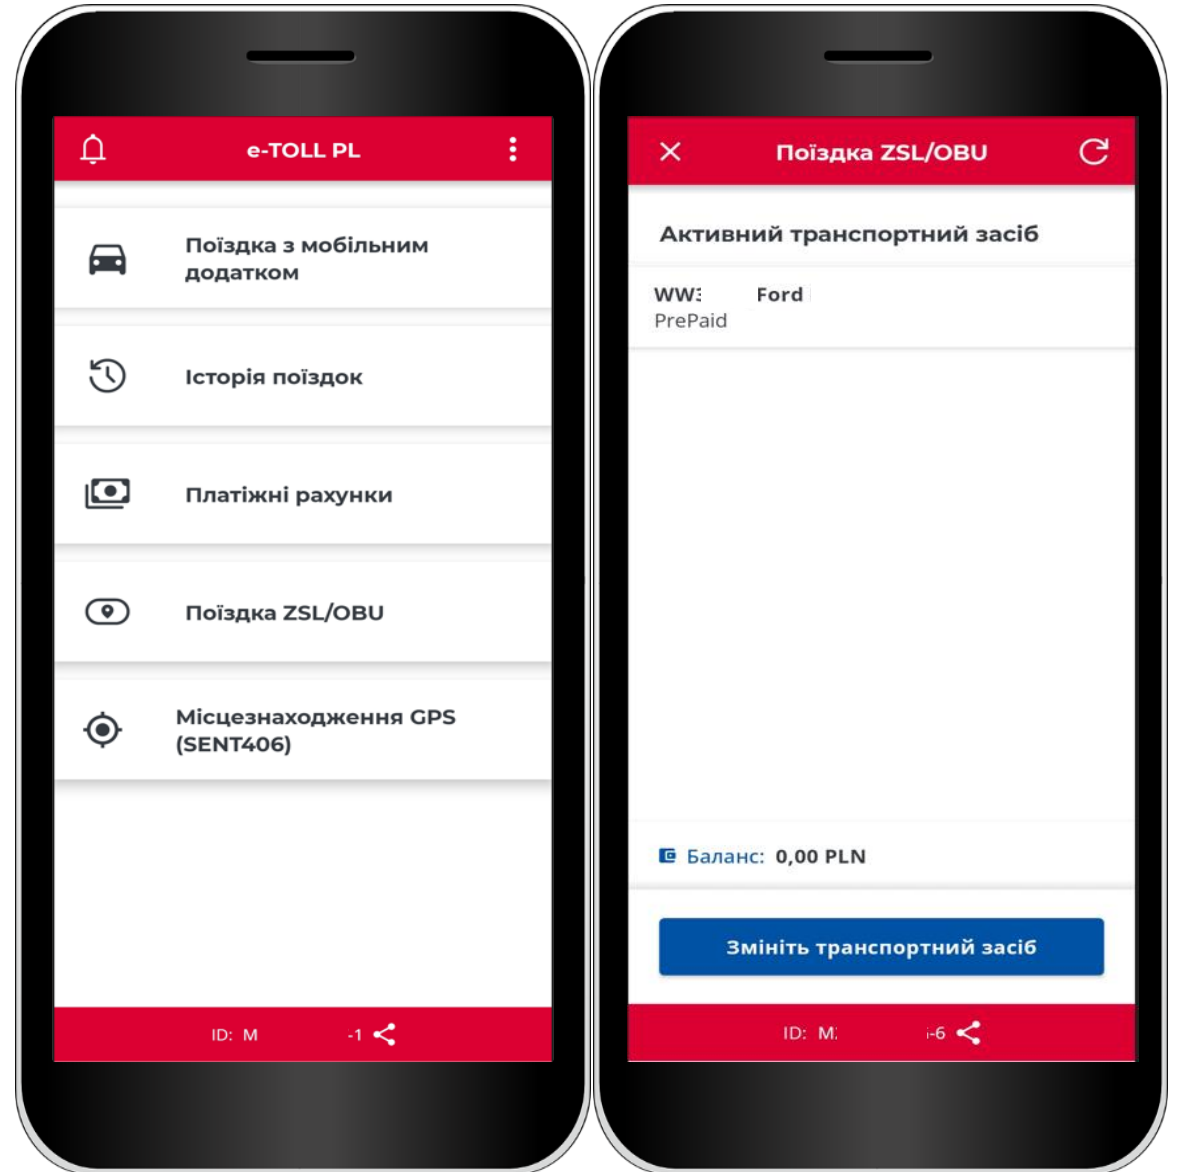 e-TOLL PL
Поїздка з мобільним
додатком
Історія поїздок
Платіжні рахунки
Поїздка ZSL/OBU
Місцезнаходження GPS
(SENT406)
ID: M -1
Поїздка ZSL/OBU
Активний транспортний засіб
WW Ford
PrePaid
Баланс: 0,00 PLN
Змініть транспортний засіб
ID: M -6